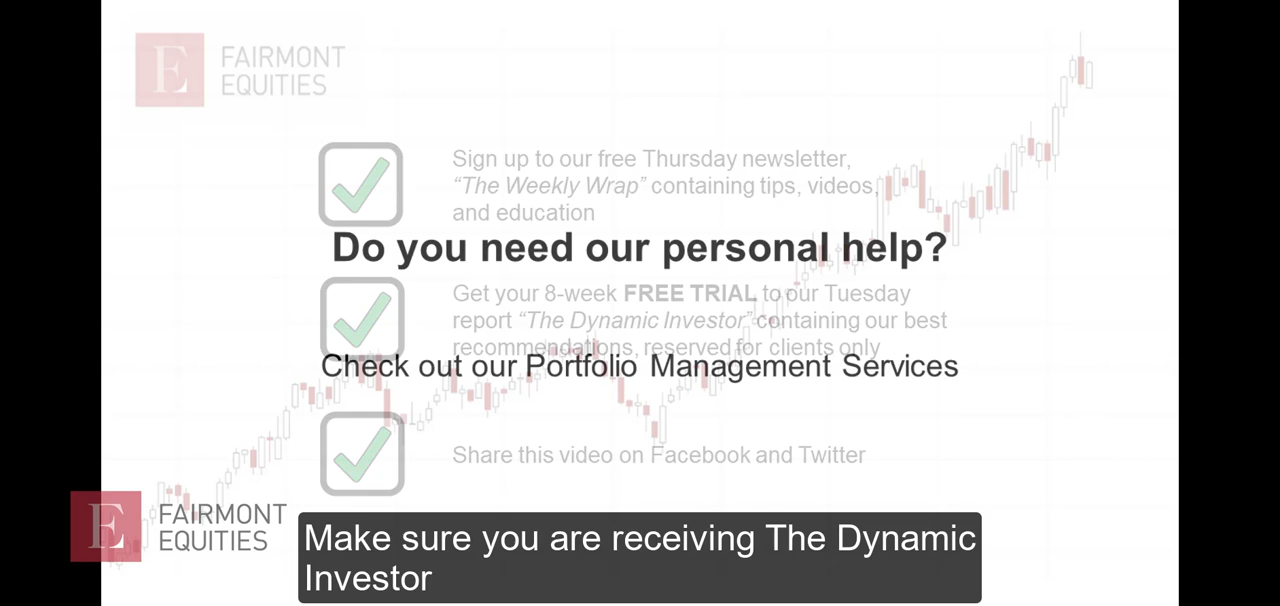 E FAIRMONT
EQUITIES
Sign up to our free Thursday newsletter,
“The Weekly Wrap” containing tips, videos,
and education
Do you need our personal help?
Get your 8-week FREE TRIAL to our Tuesday
report “The Dynamic Investor” containing our best
recommendations, reserved for clients only
Check out our Portfolio Management Services
Share this video on Facebook and Twitter
E FAIRMONT
EQUITIES
Make sure you are receiving The Dynamic
Investor